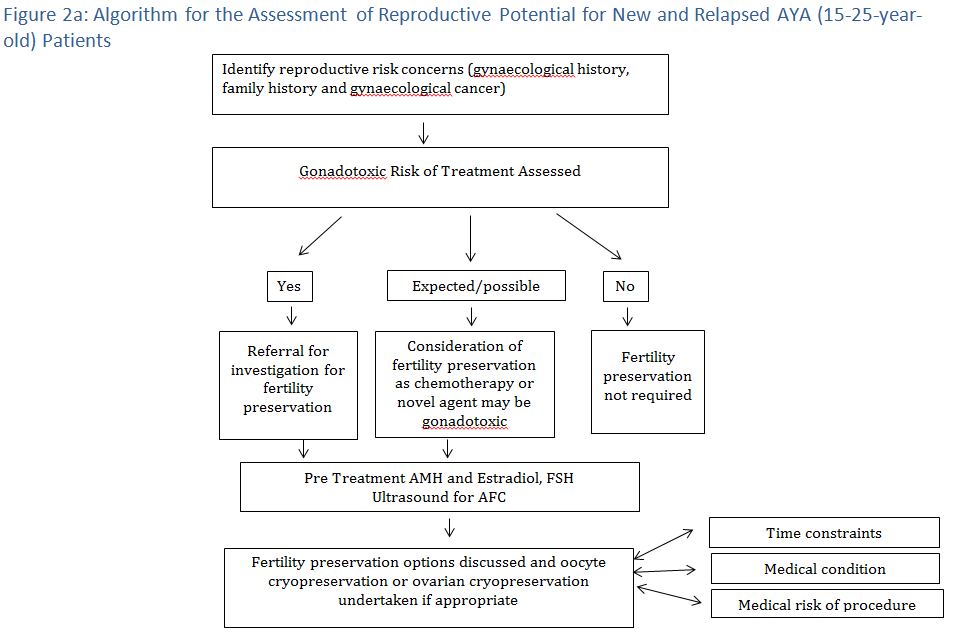 Figure 2a: Algorithm for the Assessment of Reproductive Potential for New and Relapsed AYA (15-25-year-
old) Patients
Identify reproductive risk concerns (gynaecological history,
family history and gynaecological cancer)
Gonadotoxic Risk of Treatment Assessed
Yes
Expected/possible
No
Referral for
investigation for
fertility
preservation
Consideration of
fertility preservation
as chemotherapy or
novel agent may be
gonadotoxic
Fertility
preservation
not required
Pre Treatment AMH and Estradiol, FSH
Ultrasound for AFC
Fertility preservation options discussed and oocyte
cryopreservation or ovarian cryopreservation
undertaken if appropriate
Time constraints
Medical condition
Medical risk of procedure